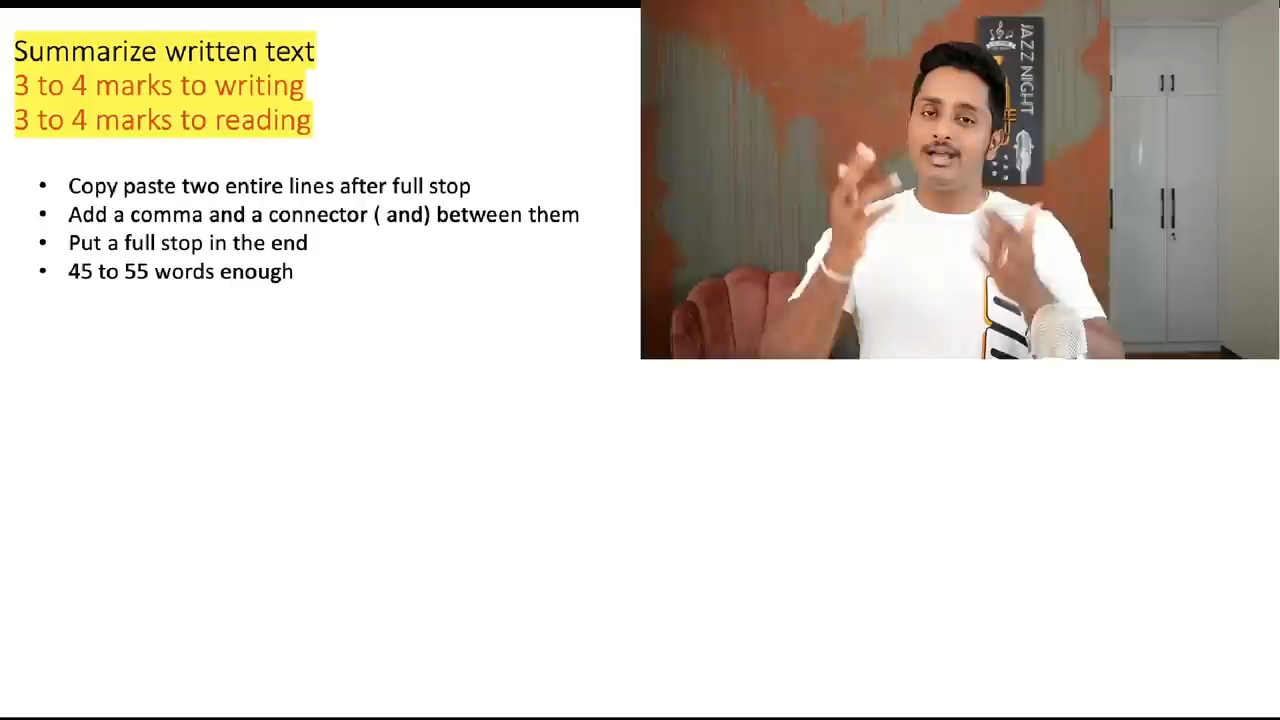 Summarize written text
3 to 4 marks to writing
3 to 4 marks to reading
• Copy paste two entire lines after full stop
• Add a comma and a connector ( and) between them
• Put a full stop in the end
• 45 to 55 words enough
JAZZ NIGHT